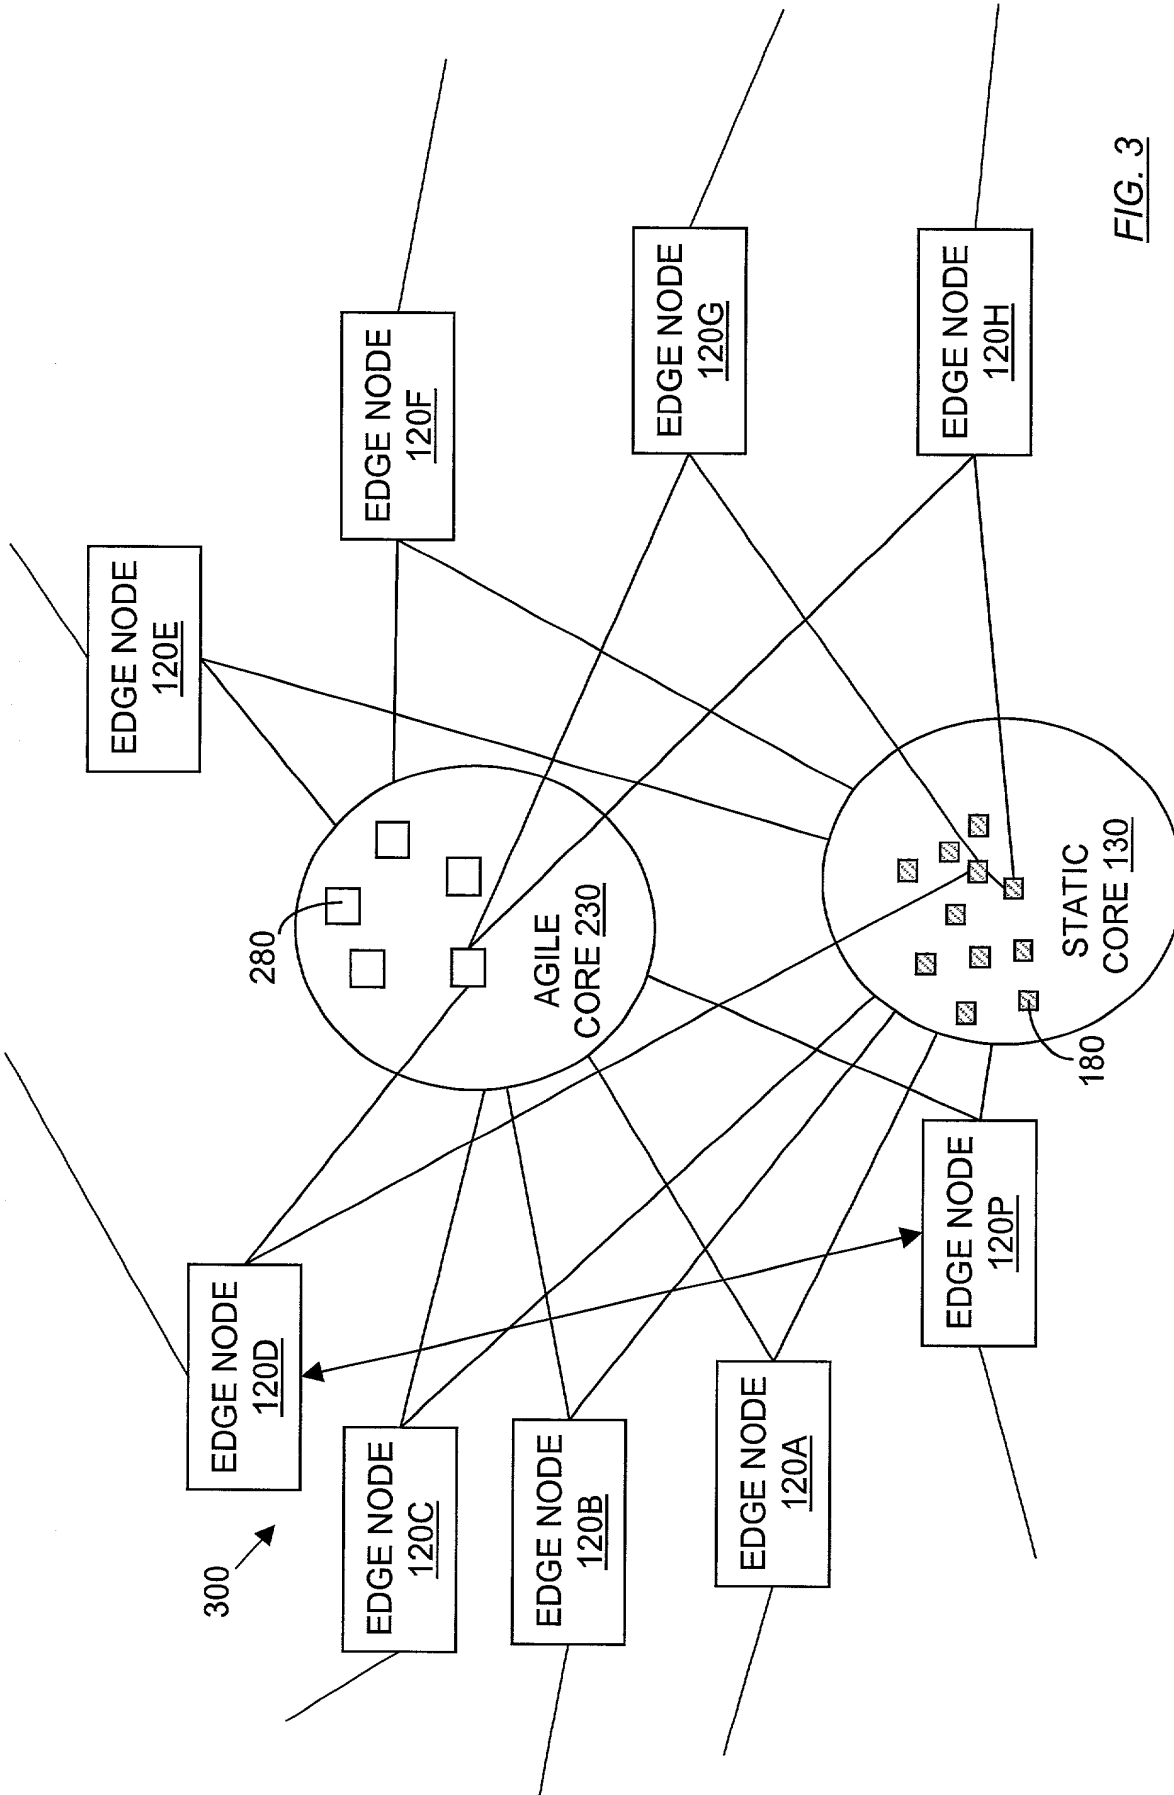 300
EDGE NODE
120D
EDGE NODE
120E
EDGE NODE
120C
EDGE NODE
120F
280
EDGE NODE
120B
AGILE
CORE 230
EDGE NODE
120G
EDGE NODE
120A
EDGE NODE
120P
180
STATIC
CORE 130
EDGE NODE
120H
FIG. 3